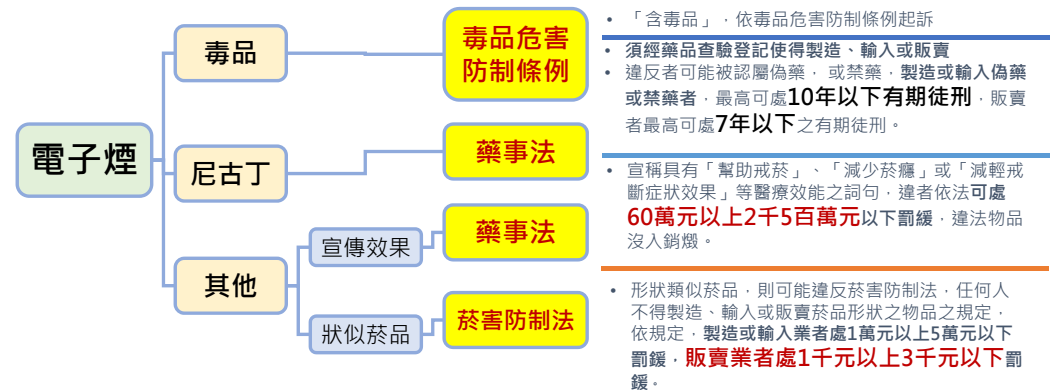 電子煙
毒品
尼古丁
其他
宣傳效果
狀似菸品
毒品危害
防制條例
藥事法
藥事法
菸害防制法
• 「含毒品」，依毒品危害防制條例起訴
• 須經藥品查驗登記使得製造、輸入或販賣
• 違反者可能被認屬偽藥， 或禁藥，製造或輸入偽藥
或禁藥者，最高可處10年以下有期徒刑，販賣
者最高可處7年以下之有期徒刑。
• 宣稱具有「幫助戒菸」、「減少菸癮」或「減輕戒
斷症狀效果」等醫療效能之詞句，違者依法可處
60萬元以上2千5百萬元以下罰緩，違法物品
沒入銷燬。
• 形狀類似菸品，則可能違反菸害防制法，任何人
不得製造、輸入或販賣菸品形狀之物品之規定，
依規定，製造或輸入業者處1萬元以上5萬元以下
罰鍰，販賣業者處1千元以上3千元以下罰
鍰。